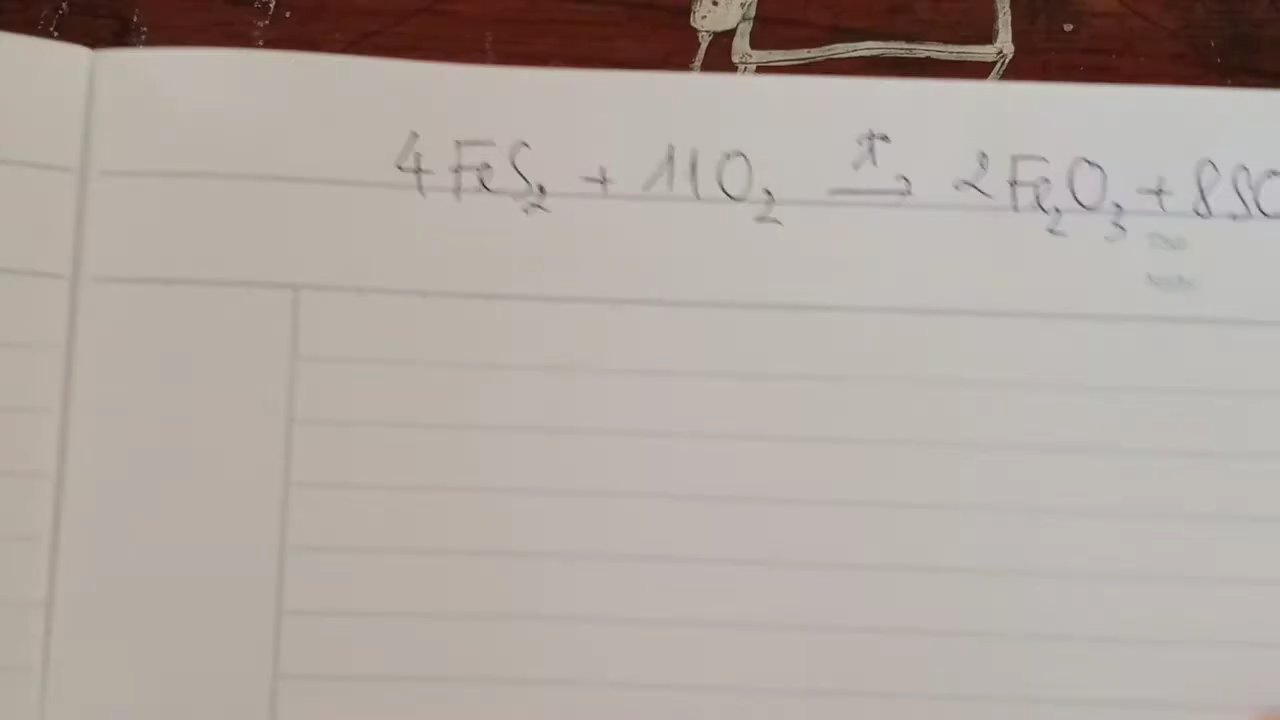 4FeS₂ + 11O₂ →ᵗ° 2Fe₂O₃ + 8SO